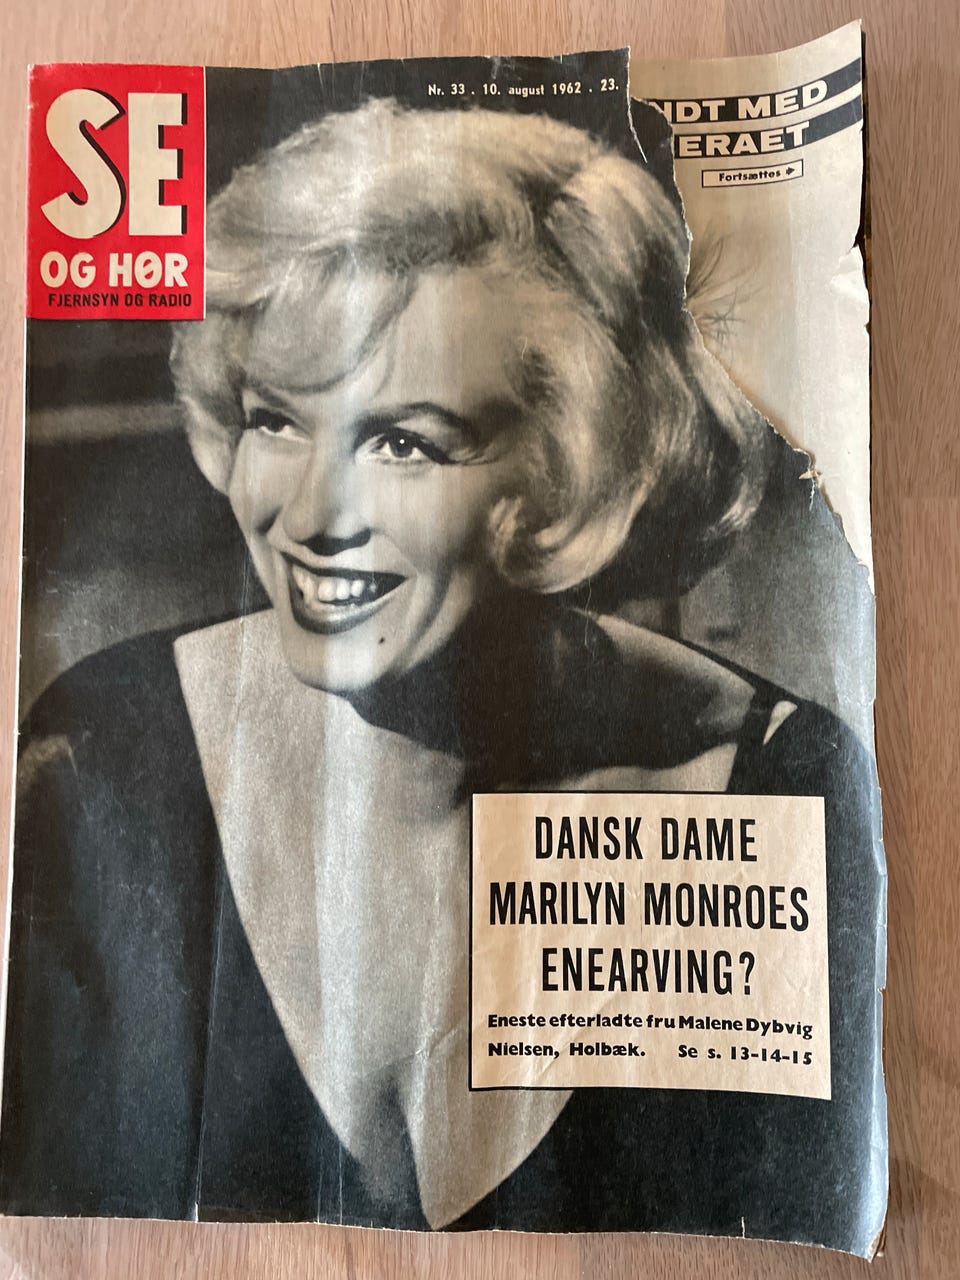 SE
OG HØR
FJERNSYN OG RADIO
Nr. 33 . 10. august 1962 . 23.
NDT MED
ERAET
Fortsættes
DANSK DAME
MARILYN MONROES
ENEARVING?
Eneste efterladte fru Malene Dybvig
Nielsen, Holbæk. Se s. 13-14-15